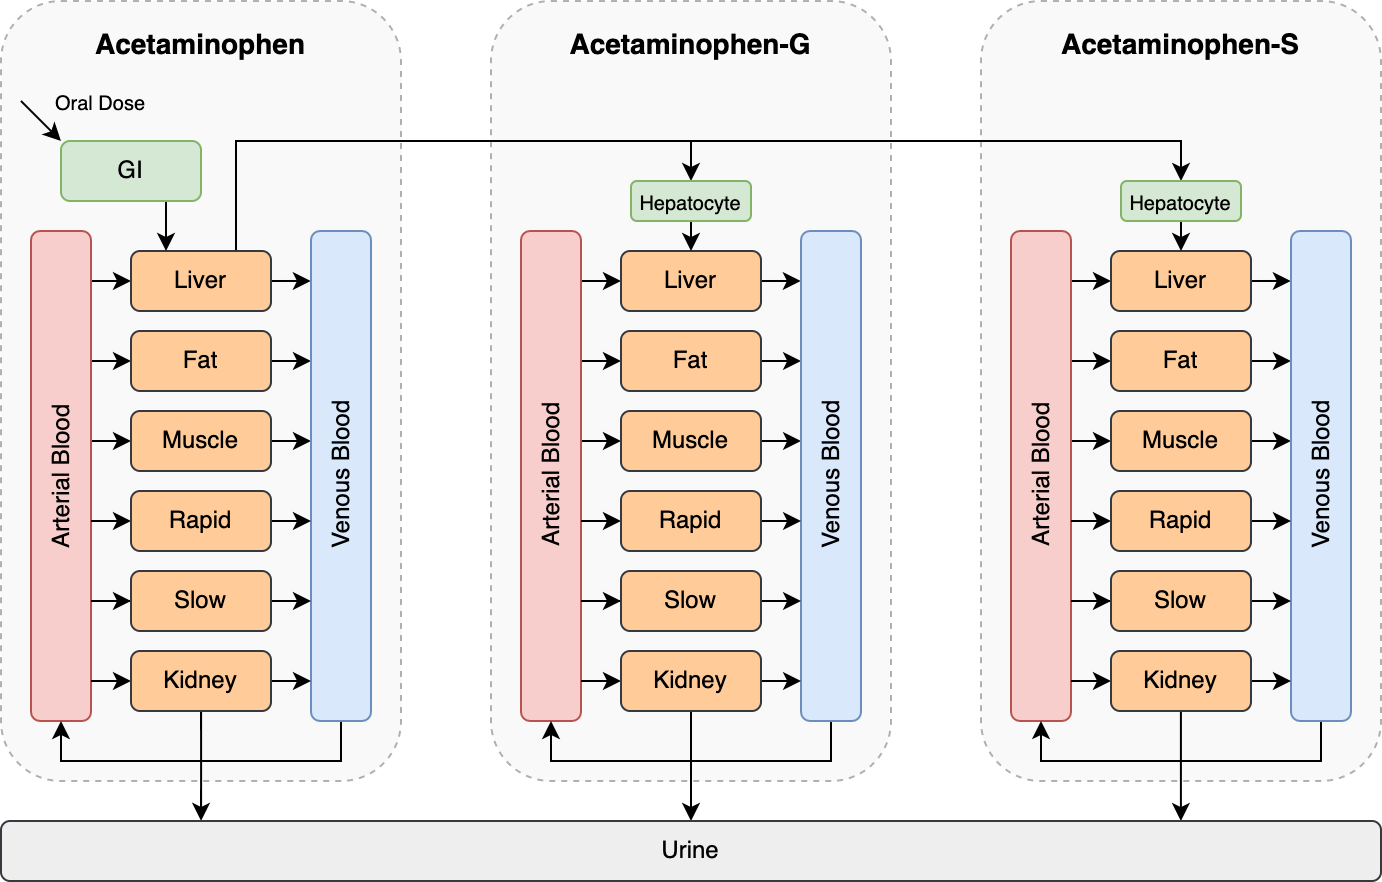 Acetaminophen
Acetaminophen-G
Acetaminophen-S
Oral Dose
GI
Hepatocyte
Hepatocyte
Arterial Blood
Liver
Fat
Muscle
Rapid
Slow
Kidney
Venous Blood
Arterial Blood
Liver
Fat
Muscle
Rapid
Slow
Kidney
Venous Blood
Arterial Blood
Liver
Fat
Muscle
Rapid
Slow
Kidney
Venous Blood
Urine